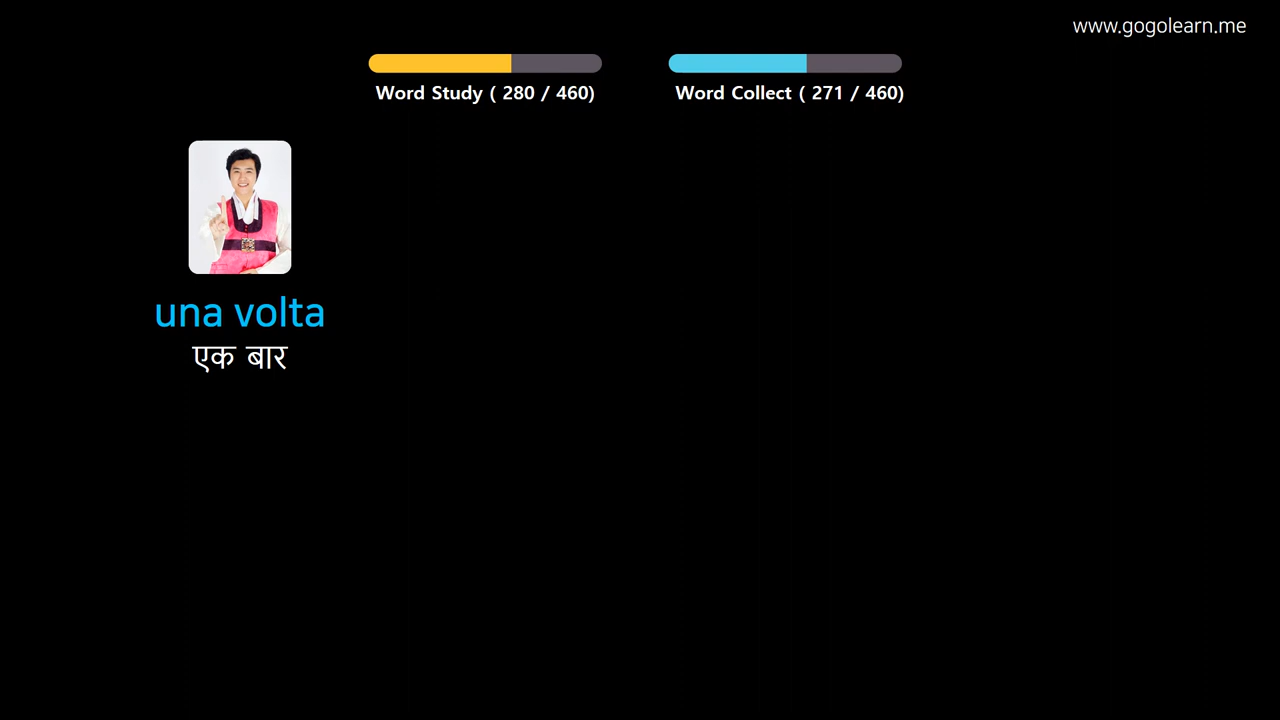 www.gogolearn.me
Word Study ( 280 / 460)
Word Collect ( 271 / 460)
una volta
एक बार